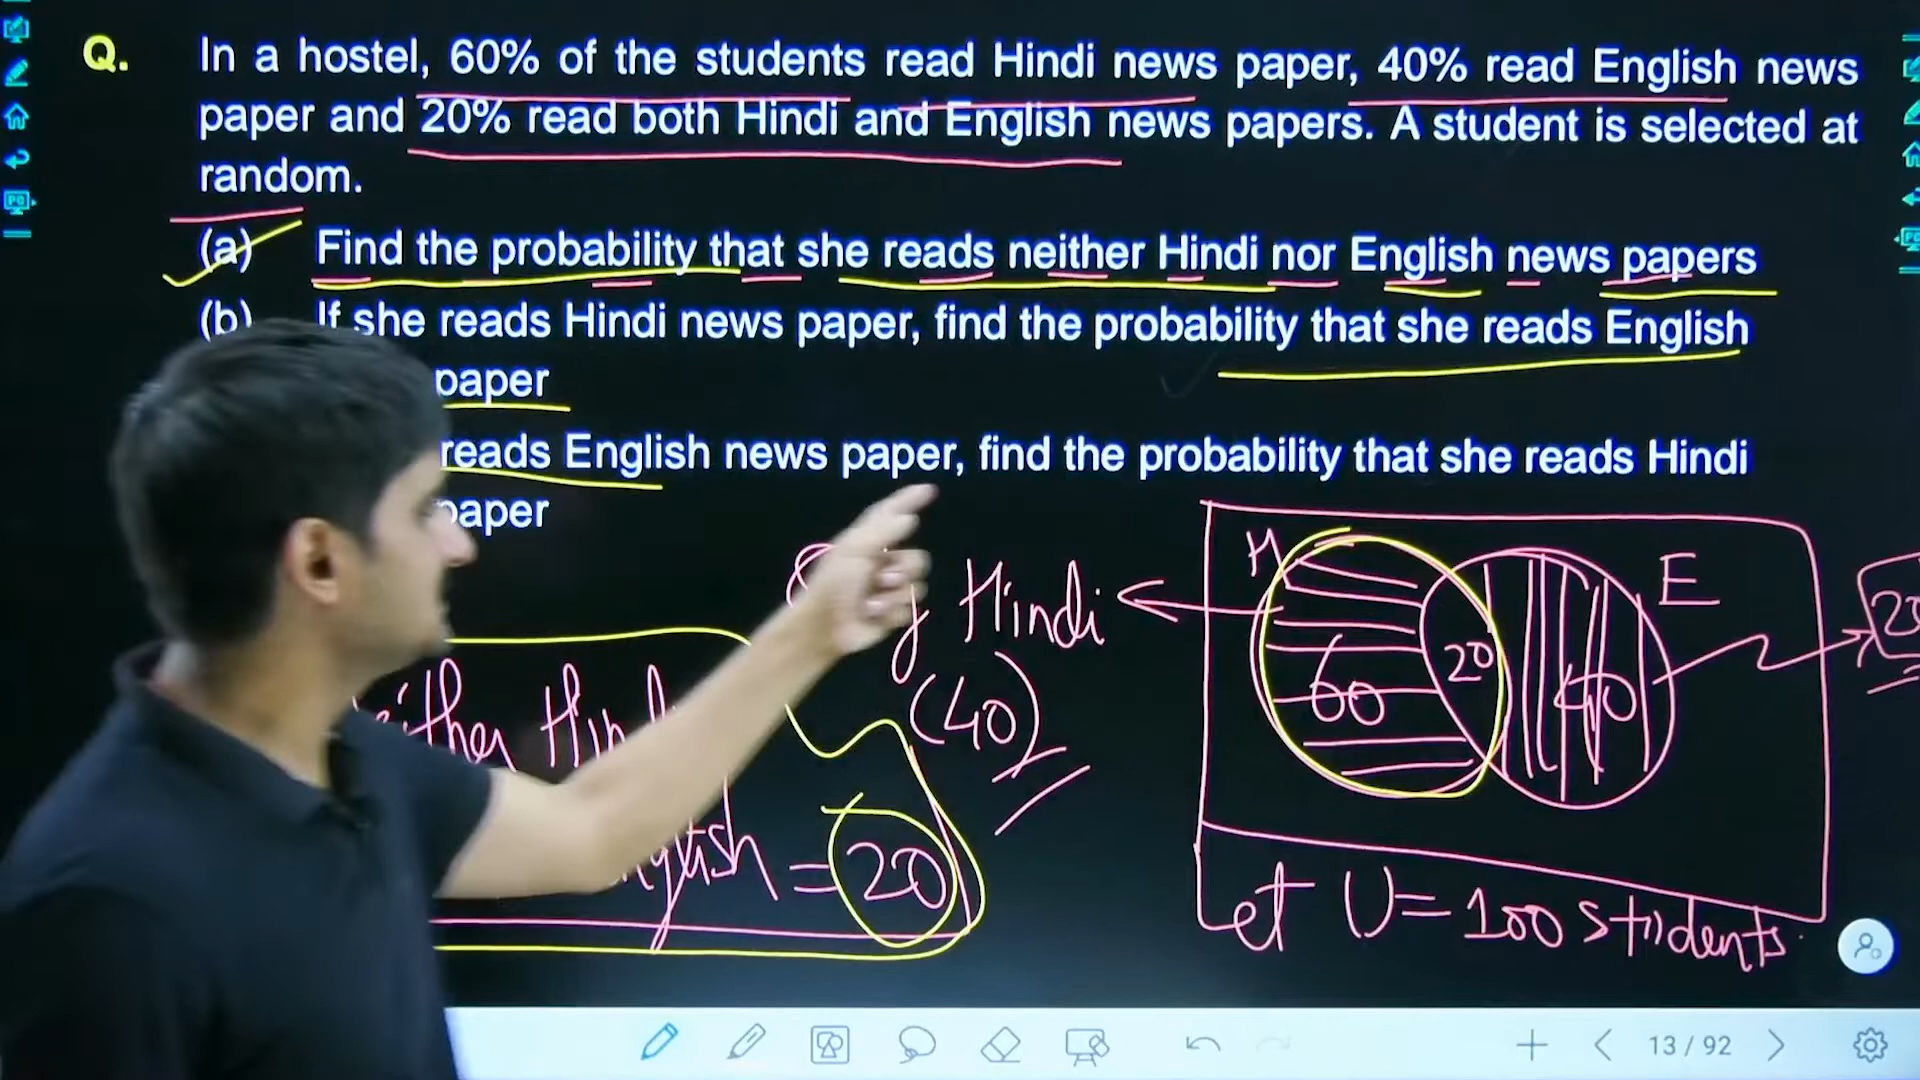 Q. In a hostel, 60% of the students read Hindi news paper, 40% read English news
paper and 20% read both Hindi and English news papers. A student is selected at
random.
(a) Find the probability that she reads neither Hindi nor English news papers
(b) If she reads Hindi news paper, find the probability that she reads English
paper
reads English news paper, find the probability that she reads Hindi
paper
Hindi
(40)
H
E
60
20
40
20
= 20
Let U = 100 students
13 / 92